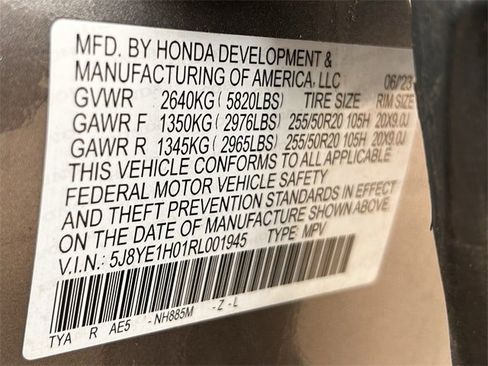 MFD. BY HONDA DEVELOPMENT &
MANUFACTURING OF AMERICA, LLC 06/23
GVWR 2640KG ( 5820LBS) TIRE SIZE RIM SIZE
GAWR F 1350KG ( 2976LBS) 255/50R20 105H 20X9.0J
GAWR R 1345KG ( 2965LBS) 255/50R20 105H 20X9.0J
THIS VEHICLE CONFORMS TO ALL APPLICABLE
FEDERAL MOTOR VEHICLE SAFETY
AND THEFT PREVENTION STANDARDS IN EFFECT
ON THE DATE OF MANUFACTURE SHOWN ABOVE.
V.I.N.: 5J8YE1H01RL001945 TYPE: MPV
TYA R AE5 -NH885M -Z-L